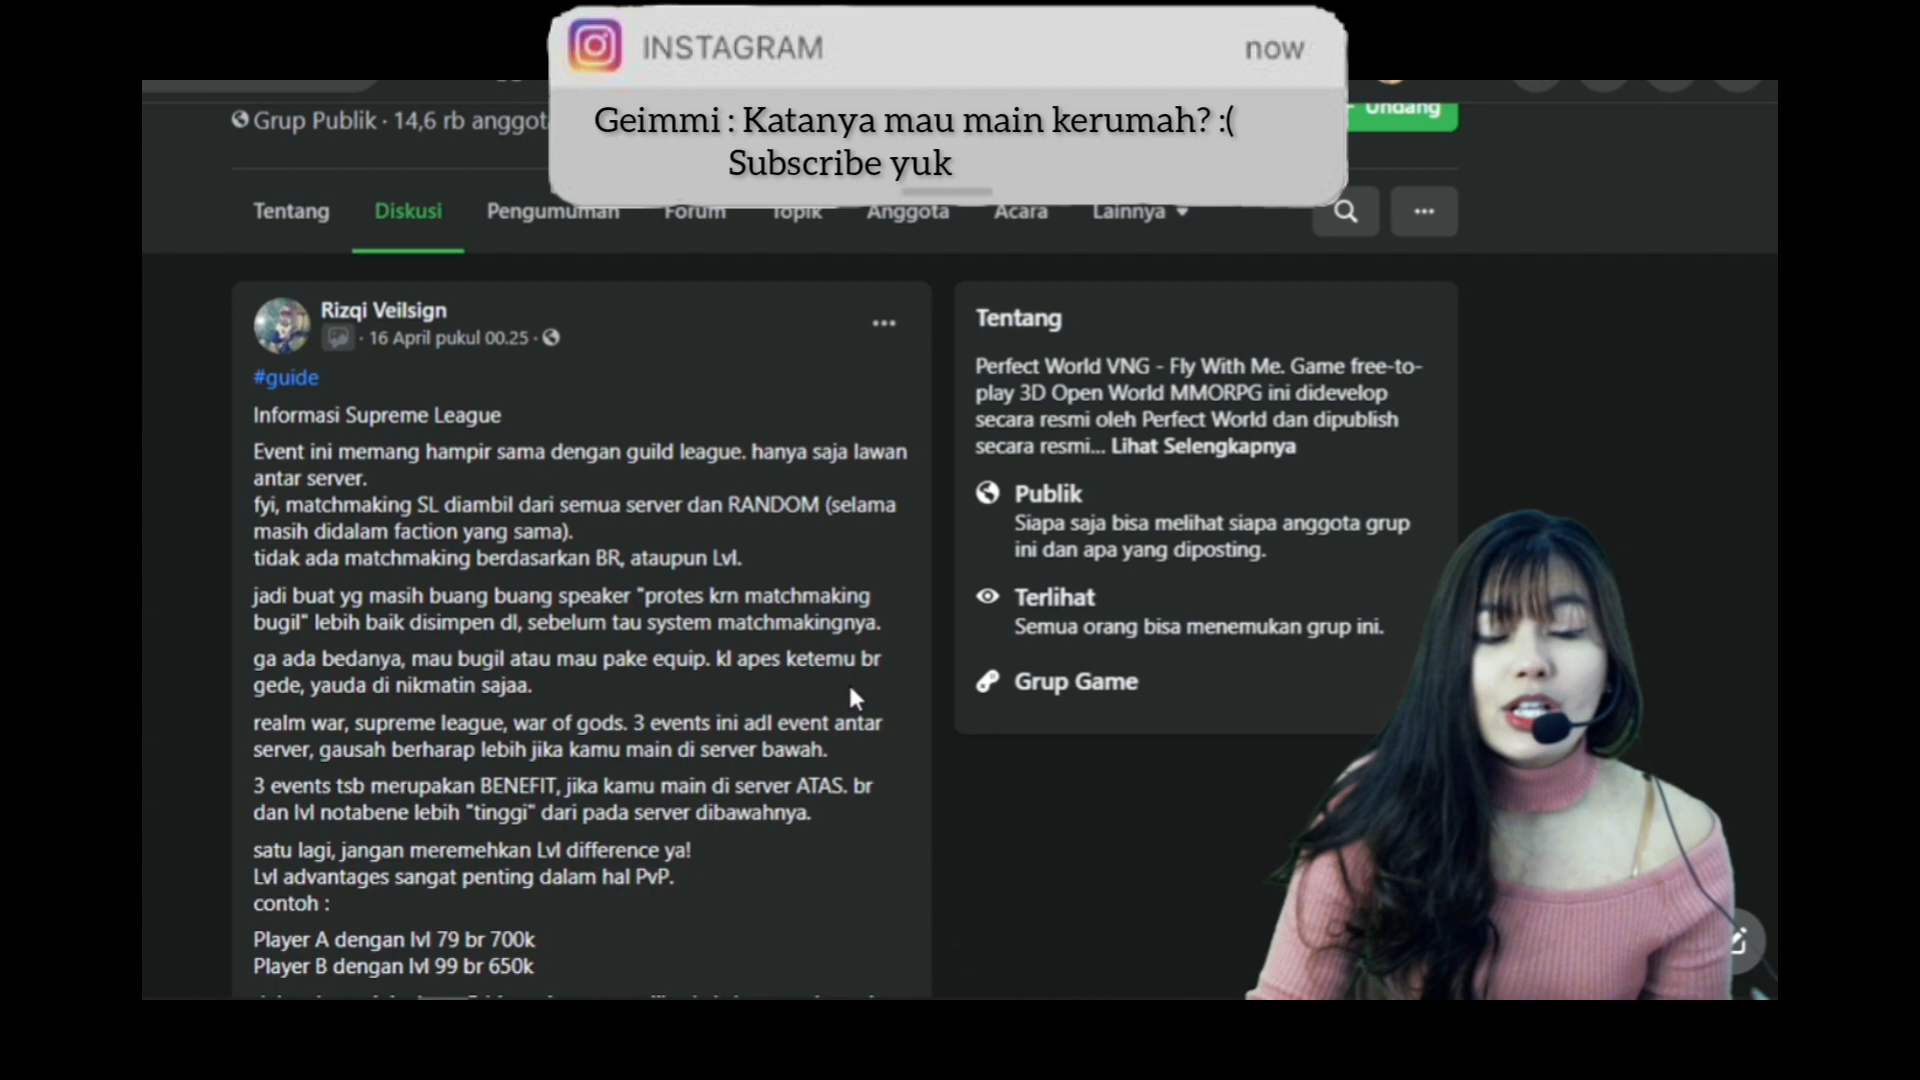 INSTAGRAM
now
Geimmi : Katanya mau main kerumah? :(
Subscribe yuk
Grup Publik · 14,6 rb anggota
Undang
Tentang
Diskusi
Pengumuman
Forum
Topik
Anggota
Acara
Lainnya
Rizqi Veilsign
· 16 April pukul 00.25 ·
#guide
Informasi Supreme League
Event ini memang hampir sama dengan guild league. hanya saja lawan
antar server.
fyi, matchmaking SL diambil dari semua server dan RANDOM (selama
masih didalam faction yang sama).
tidak ada matchmaking berdasarkan BR, ataupun Lvl.
jadi buat yg masih buang buang speaker "protes krn matchmaking
bugil" lebih baik disimpen dl, sebelum tau system matchmakingnya.
ga ada bedanya, mau bugil atau mau pake equip. kl apes ketemu br
gede, yauda di nikmatin sajaa.
realm war, supreme league, war of gods. 3 events ini adl event antar
server, gausah berharap lebih jika kamu main di server bawah.
3 events tsb merupakan BENEFIT, jika kamu main di server ATAS. br
dan lvl notabene lebih "tinggi" dari pada server dibawahnya.
satu lagi, jangan meremehkan Lvl difference ya!
Lvl advantages sangat penting dalam hal PvP.
contoh :
Player A dengan lvl 79 br 700k
Player B dengan lvl 99 br 650k
Tentang
Perfect World VNG - Fly With Me. Game free-to-
play 3D Open World MMORPG ini didevelop
secara resmi oleh Perfect World dan dipublish
secara resmi... Lihat Selengkapnya
Publik
Siapa saja bisa melihat siapa anggota grup
ini dan apa yang diposting.
Terlihat
Semua orang bisa menemukan grup ini.
Grup Game